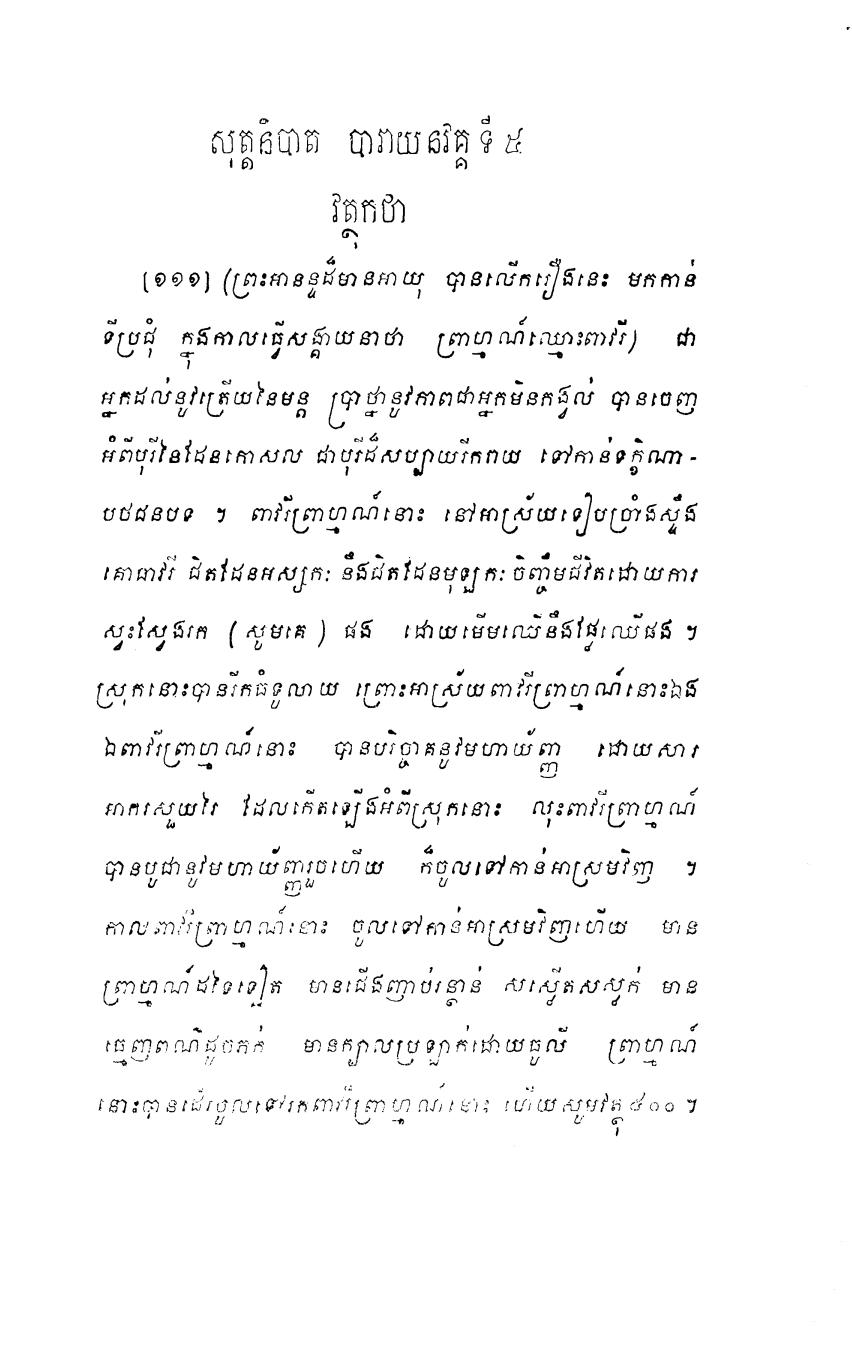 សុត្តនិបាត បារាយនវគ្គ ទី ៥
វត្ថុកថា
[១១១] (ព្រះអានន្ទដ៏មានអាយុ បានលើករឿងនេះ មកកាន់
ទីប្រជុំ ក្នុងកាលធ្វើសង្គាយនាថា ព្រាហ្មណ៍ឈ្មោះពាវរី) ជា
អ្នកដល់នូវត្រើយនៃមន្ត ប្រាថ្នានូវភាពជាអ្នកមិនកង្វល់ បានចេញ
អំពីបុរីនៃដែនកោសល ជាបុរីដ៏សប្បាយរីករាយ ទៅកាន់ទក្ខិណា-
បថជនបទ ។ ពាវរីព្រាហ្មណ៍នោះ នៅអាស្រ័យទៀបច្រាំងស្ទឹង
គោធាវរី ជិតដែនអស្សកៈ នឹងជិតដែនមុឡកៈ ចិញ្ចឹមជីវិតដោយការ
ស្វះស្វែងរក (សូមគេ) ផង ដោយមើមឈើនឹងផ្លែឈើផង ។
ស្រុកនោះបានរីកធំទូលាយ ព្រោះអាស្រ័យពាវរីព្រាហ្មណ៍នោះឯង
ឯពាវរីព្រាហ្មណ៍នោះ បានបរិច្ចាគនូវមហាយ័ញ្ញ ដោយសារ
អាករសួយរៃ ដែលកើតឡើងអំពីស្រុកនោះ លុះពាវរីព្រាហ្មណ៍
បានបូជានូវមហាយ័ញ្ញរួចហើយ ក៏ចូលទៅកាន់អាស្រមវិញ ។
កាលពាវរីព្រាហ្មណ៍នោះ ចូលទៅកាន់អាស្រមវិញហើយ មាន
ព្រាហ្មណ៍ដទៃទៀត មានជើងញាប់រន្ថាន់ សស្រើតសស្ងក់ មាន
ធ្មេញពណ៌ដូចភក់ មានក្បាលប្រឡាក់ដោយធូលី ព្រាហ្មណ៍
នោះបានដើរចូលទៅរកពាវរីព្រាហ្មណ៍នោះ ហើយសូមវត្ថុ ៥០០ ។